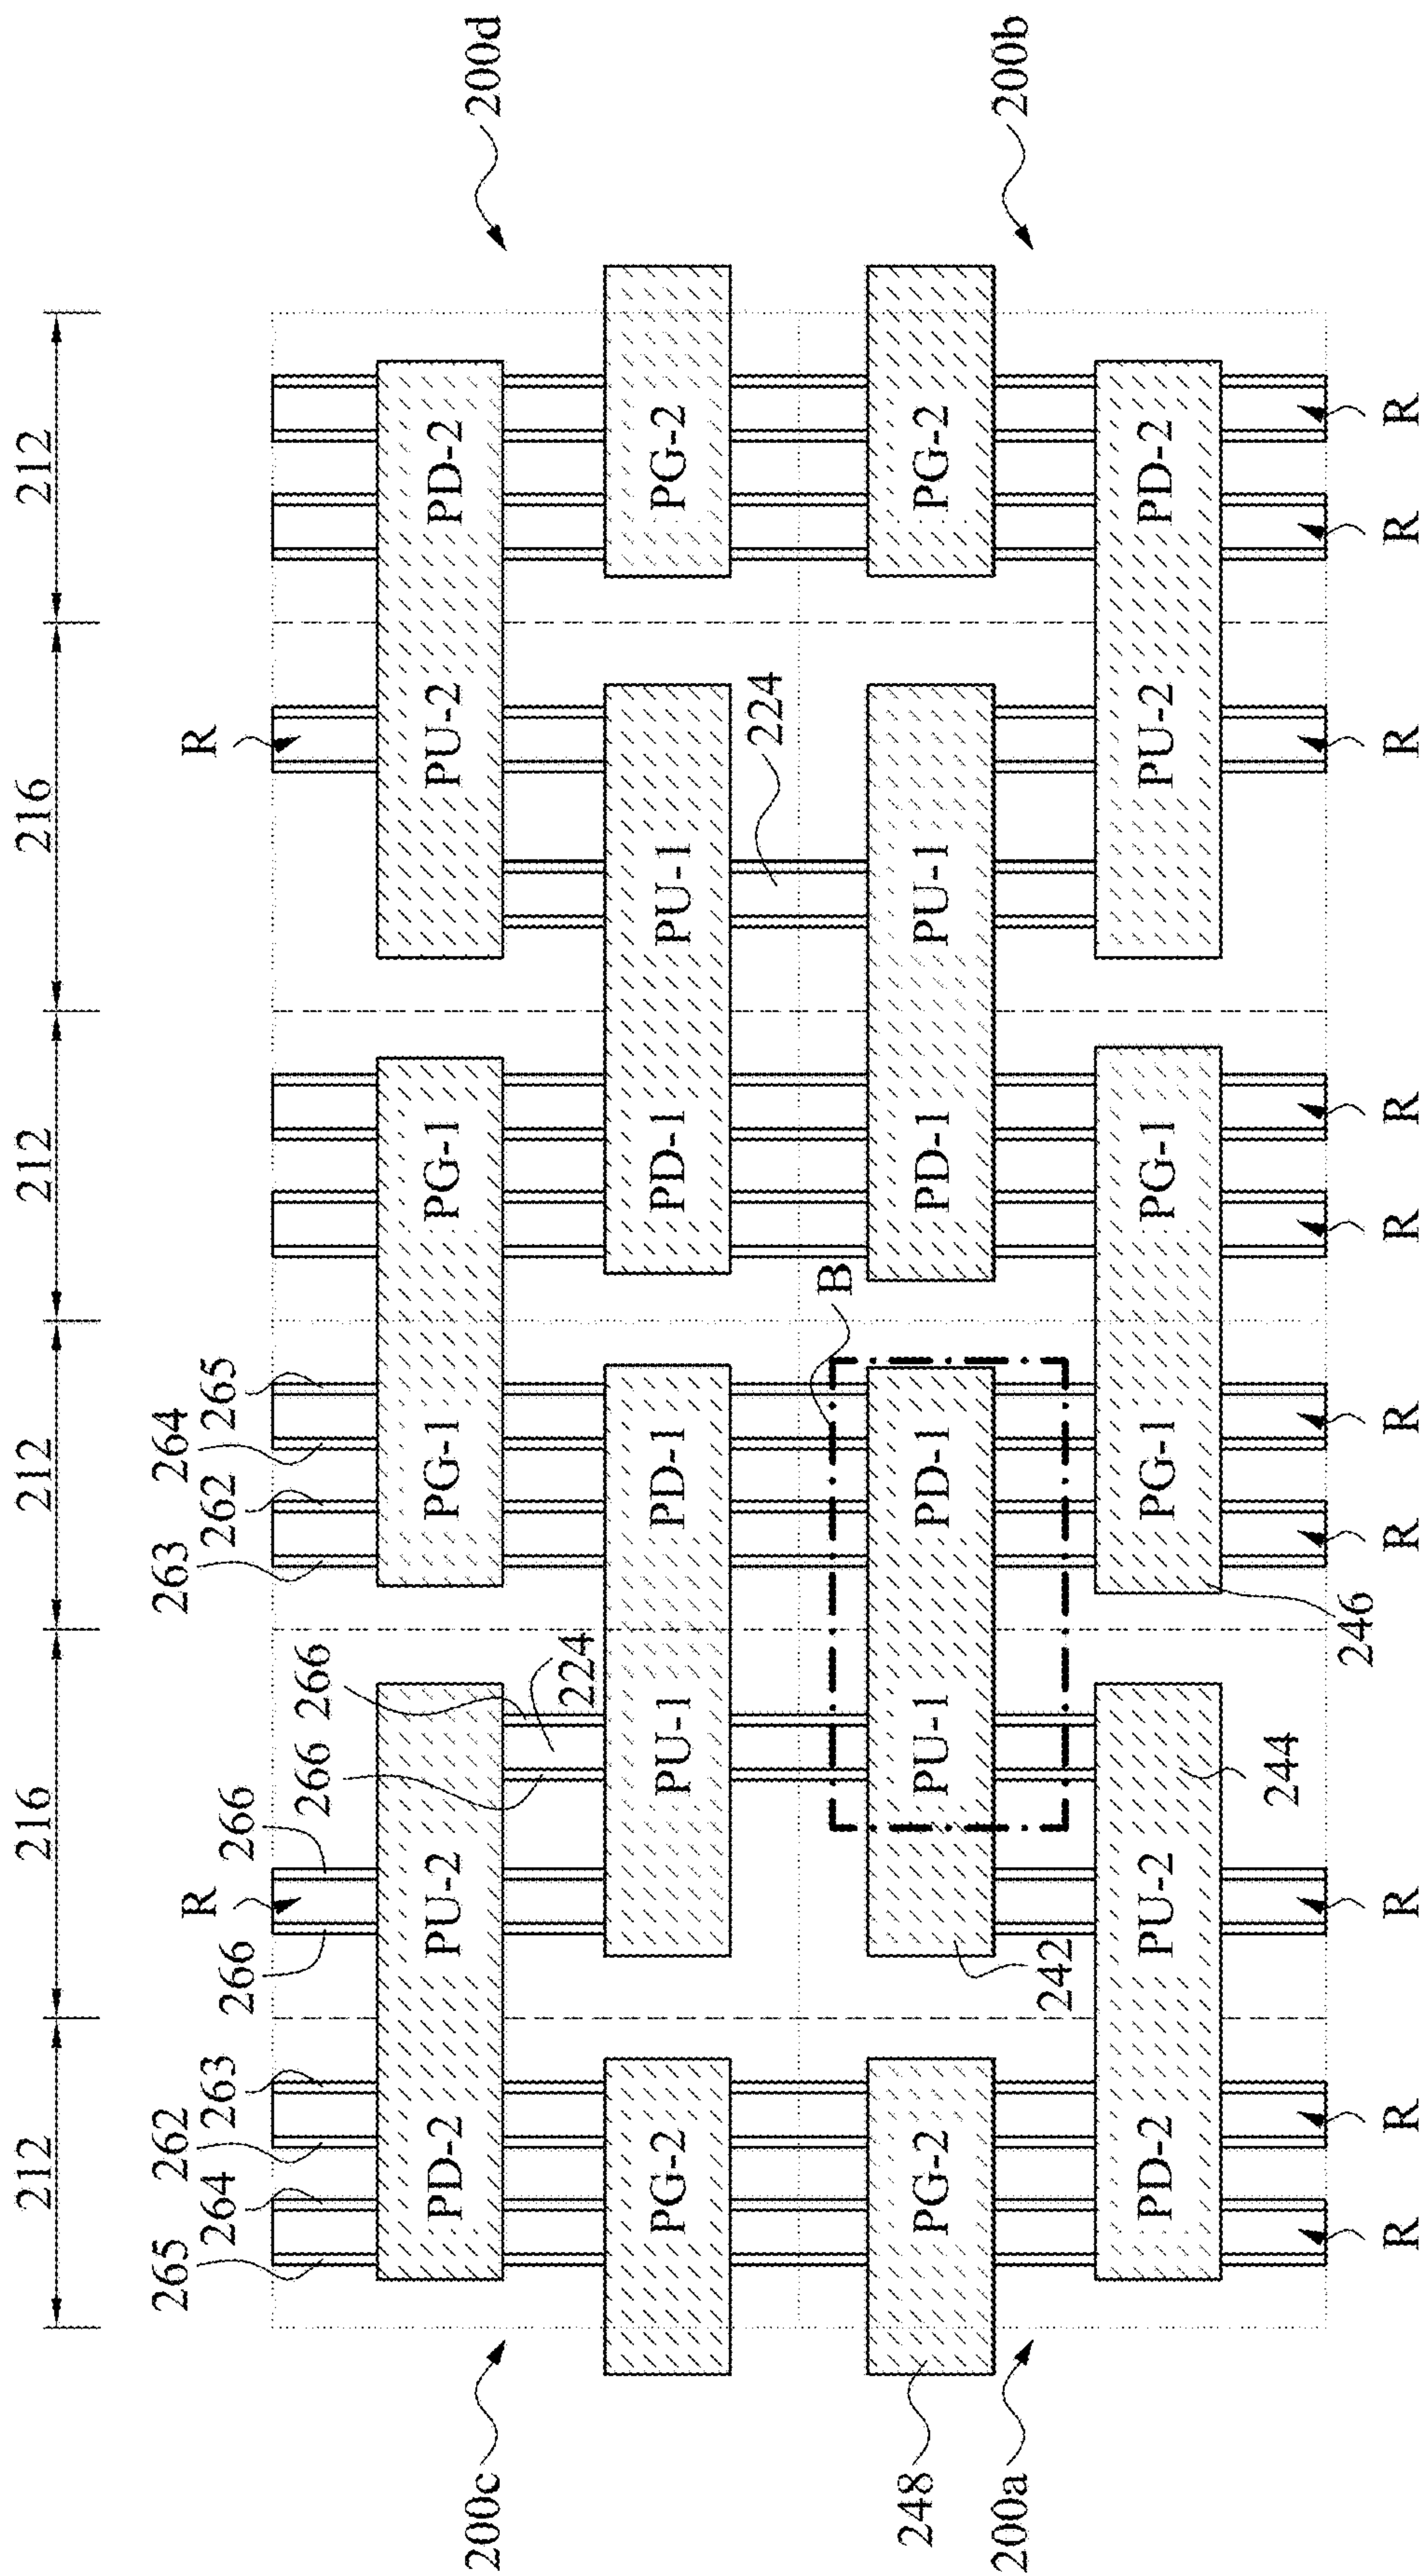 212 216 212 212 216 212
265 262 264 262
264 263 R 263 265 R
266 266
266 266
200c PD-2 PU-2 PG-1 PG-1 PU-2 PD-2 200d
224
PG-2 PU-1 PD-1 PD-1 PU-1 PG-2
224
B
248 PG-2 PU-1 PD-1 PD-1 PU-1 PG-2
200a 242 200b
PD-2 PU-2 PG-1 PG-1 PU-2 PD-2
244
246
R R R R R R R R R R